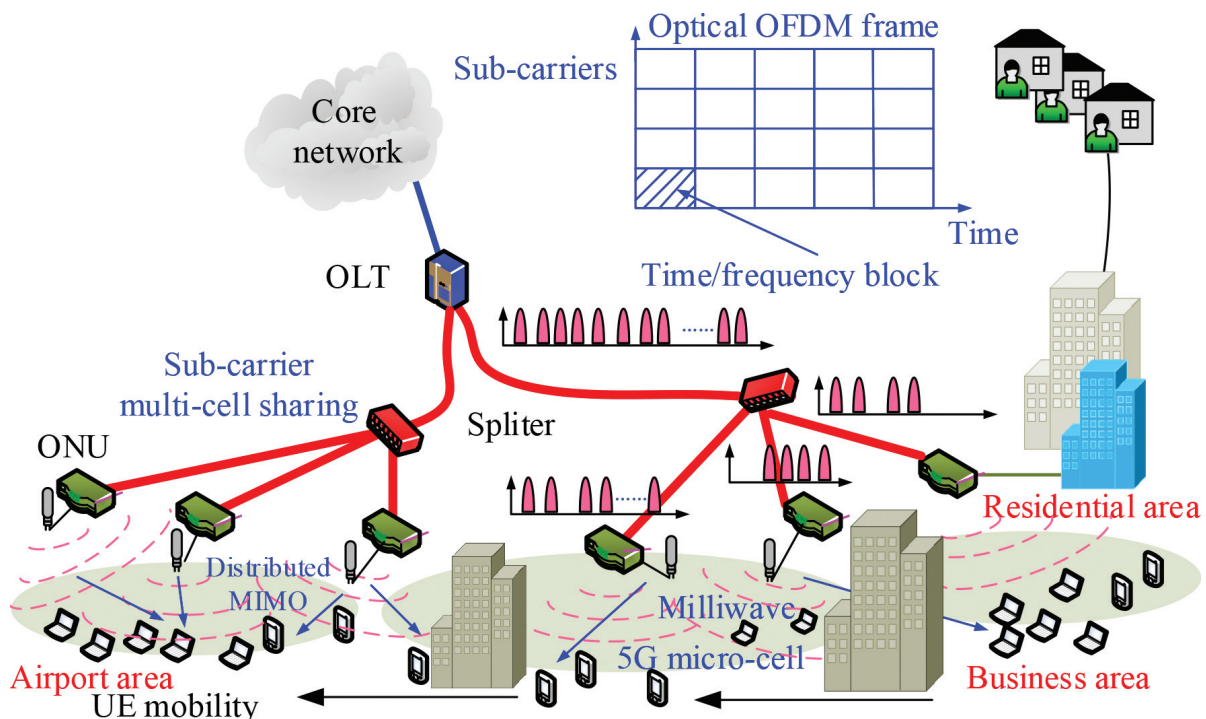 Optical OFDM frame
Sub-carriers
Core
network
Time
OLT
Time/frequency block
Sub-carrier
multi-cell sharing
Spliter
ONU
Residential area
Distributed
MIMO
Milliwave
5G micro-cell
Airport area
Business area
UE mobility